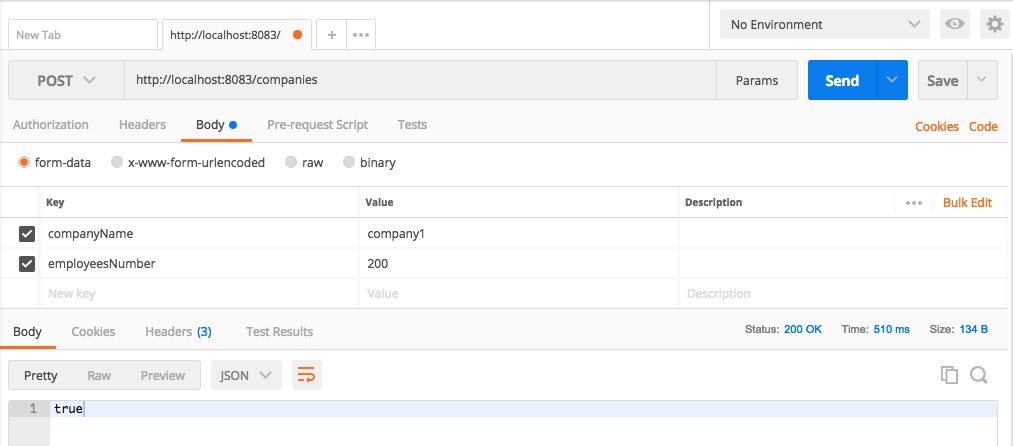 No Environment
New Tab http://localhost:8083/ + •••
POST http://localhost:8083/companies Params Send Save
Authorization Headers Body Pre-request Script Tests Cookies Code
form-data x-www-form-urlencoded raw binary
Key Value Description ••• Bulk Edit
companyName company1
employeesNumber 200
New key Value Description
Body Cookies Headers (3) Test Results Status: 200 OK Time: 510 ms Size: 134 B
Pretty Raw Preview JSON
1 true